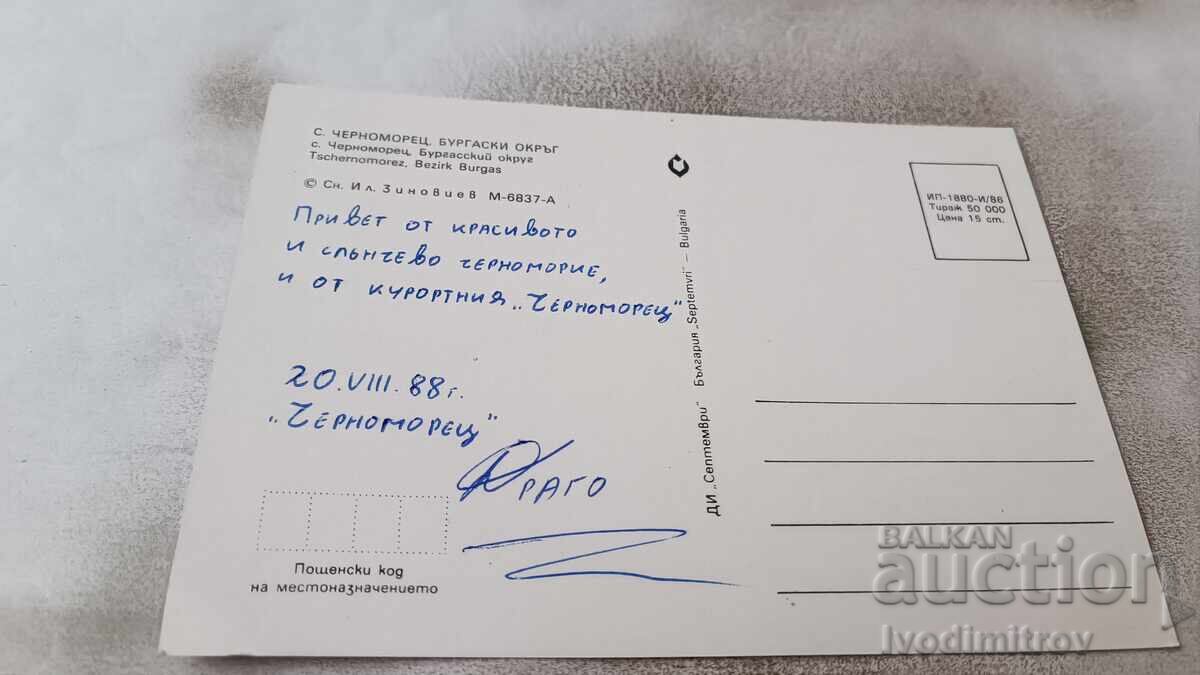 С. ЧЕРНОМОРЕЦ, БУРГАСКИ ОКРЪГ
с. Черноморец, Бургасский округ
Tschernomorez, Bezirk Burgas
© Сн. Ил. Зиновиев М-6837-А
Привет от красивото
и слънчево черноморие,
и от курортния „Черноморец"
20.VIII.88г.
„Черноморец"
Драго
Пощенски код
на местоназначението
ДИ „Септември" България „Septemvri" — Bulgaria
ИП-1880-И/86
Тираж 50 000
Цена 15 ст.
BALKAN
auction
Ivodimitrov